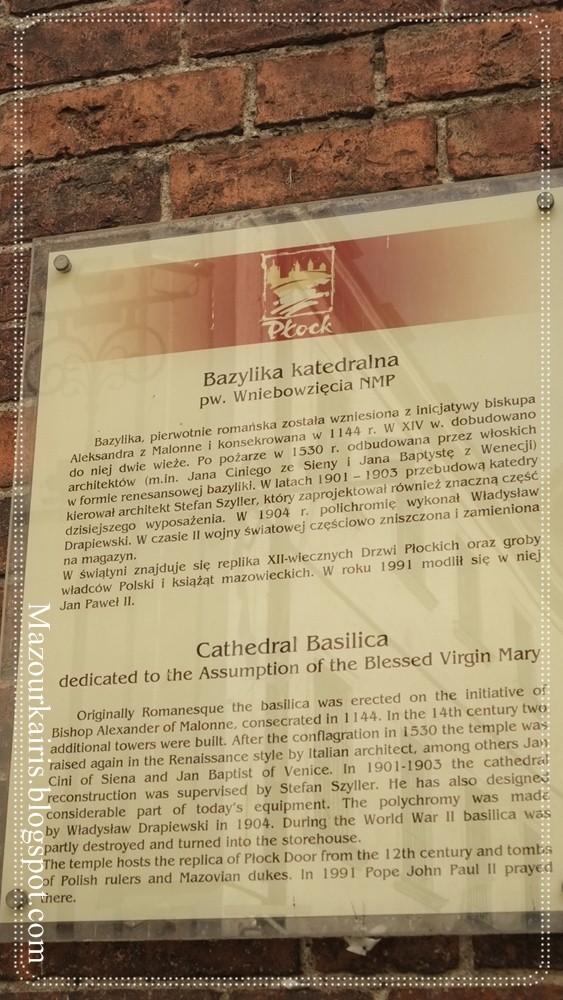 Płock
Bazylika katedralna
pw. Wniebowzięcia NMP
Bazylika, pierwotnie romańska została wzniesiona z inicjatywy biskupa
Aleksandra z Malonne i konsekrowana w 1144 r. W XIV w. dobudowano
do niej dwie wieże. Po pożarze w 1530 r. odbudowana przez włoskich
architektów (m.in. Jana Ciniego ze Sieny i Jana Baptystę z Wenecji)
w formie renesansowej bazyliki. W latach 1901 – 1903 przebudową katedry
kierował architekt Stefan Szyller, który zaprojektował również znaczną część
dzisiejszego wyposażenia. W 1904 r. polichromię wykonał Władysław
Drapiewski. W czasie II wojny światowej częściowo zniszczona i zamieniona
na magazyn.
W świątyni znajduje się replika XII-wiecznych Drzwi Płockich oraz groby
władców Polski i książąt mazowieckich. W roku 1991 modlił się w niej
Jan Paweł II.
Cathedral Basilica
dedicated to the Assumption of the Blessed Virgin Mary
Originally Romanesque the basilica was erected on the initiative of
Bishop Alexander of Malonne, consecrated in 1144. In the 14th century two
additional towers were built. After the conflagration in 1530 the temple was
raised again in the Renaissance style by Italian architect, among others Jan
Cini of Siena and Jan Baptist of Venice. In 1901-1903 the cathedral
reconstruction was supervised by Stefan Szyller. He has also designed
considerable part of today's equipment. The polychromy was made
by Władysław Drapiewski in 1904. During the World War II basilica was
partly destroyed and turned into the storehouse.
The temple hosts the replica of Płock Door from the 12th century and tombs
of Polish rulers and Mazovian dukes. In 1991 Pope John Paul II prayed
there.
Mazourkairis.blogspot.com